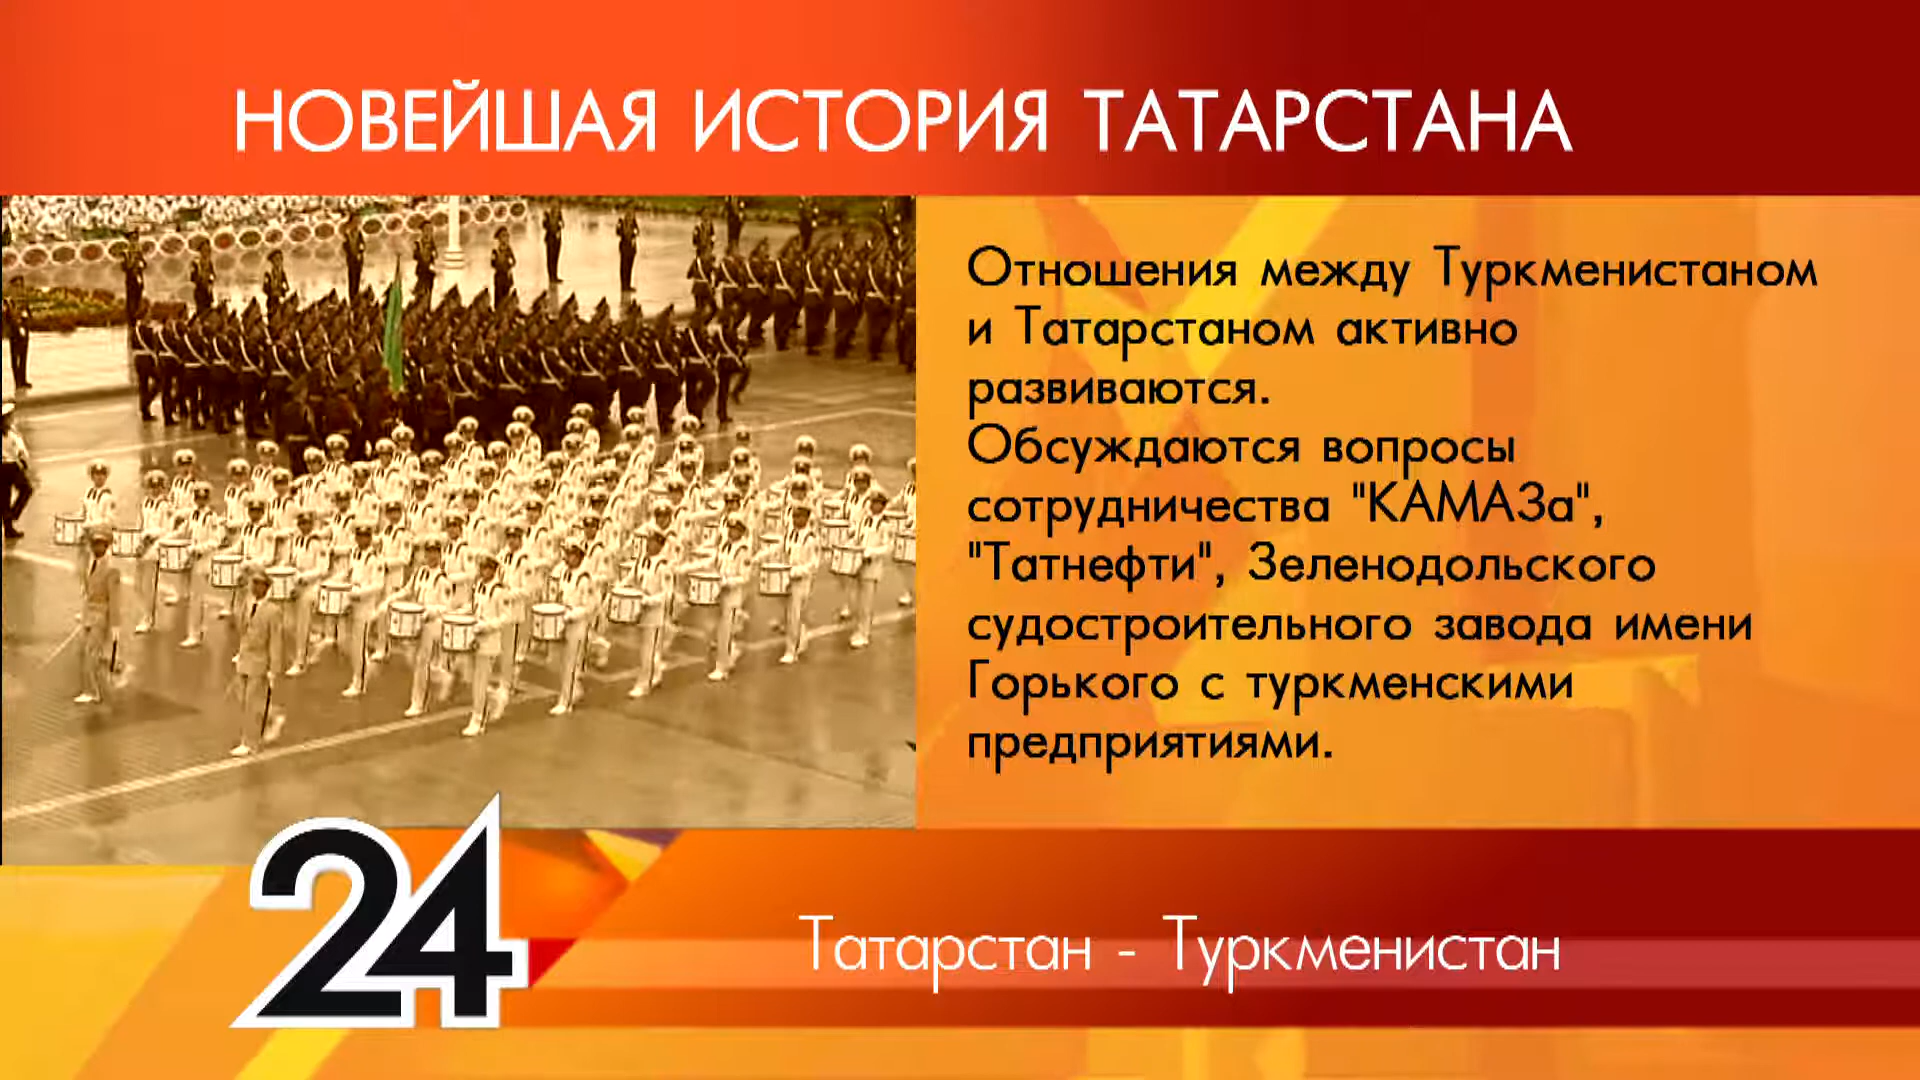 НОВЕЙШАЯ ИСТОРИЯ ТАТАРСТАНА
Отношения между Туркменистаном
и Татарстаном активно
развиваются.
Обсуждаются вопросы
сотрудничества "КАМАЗа",
"Татнефти", Зеленодольского
судостроительного завода имени
Горького с туркменскими
предприятиями.
24
Татарстан - Туркменистан